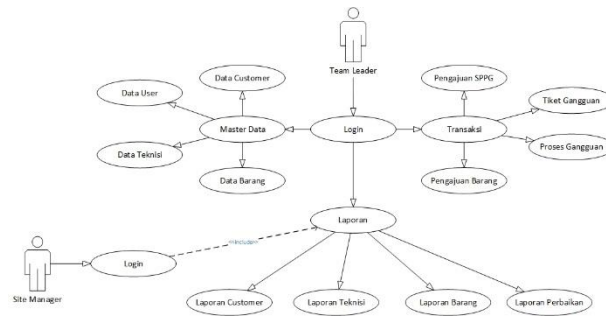 Team Leader
Data Customer
Pengajuan SPPG
Data User
Tiket Gangguan
Master Data
Login
Transaksi
Data Teknisi
Proses Gangguan
Data Barang
Pengajuan Barang
Laporan
<<Include>>
Login
Site Manager
Laporan Customer
Laporan Teknisi
Laporan Barang
Laporan Perbaikan